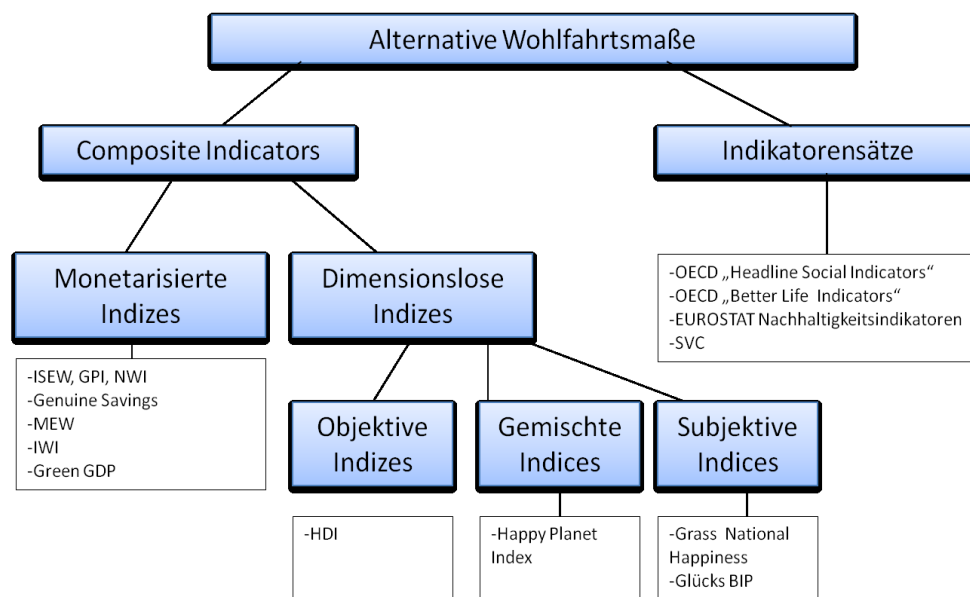 Alternative Wohlfahrtsmaße
Composite Indicators
Indikatorensätze
Monetarisierte
Indizes
Dimensionslose
Indizes
-OECD „Headline Social Indicators“
-OECD „Better Life Indicators“
-EUROSTAT Nachhaltigkeitsindikatoren
-SVC
-ISEW, GPI, NWI
-Genuine Savings
-MEW
-IWI
-Green GDP
Objektive
Indizes
Gemischte
Indices
Subjektive
Indices
-HDI
-Happy Planet
Index
-Grass National
Happiness
-Glücks BIP